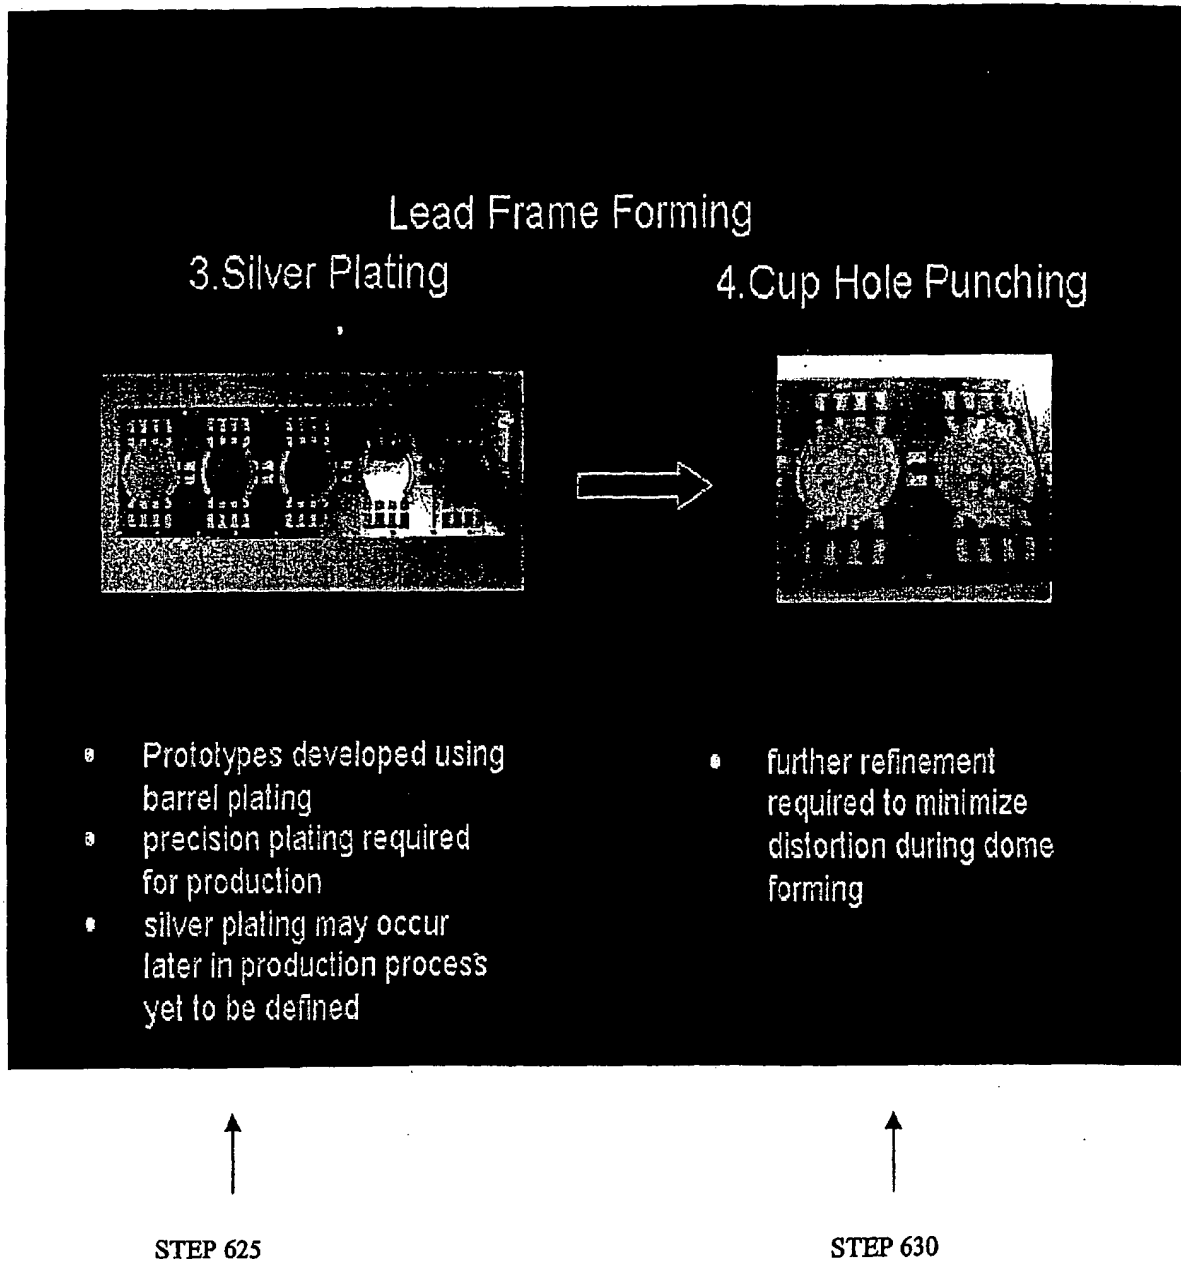 Lead Frame Forming
3.Silver Plating
4.Cup Hole Punching
Prototypes developed using
barrel plating
precision plating required
for production
silver plating may occur
later in production process
yet to be defined
further refinement
required to minimize
distortion during dome
forming
STEP 625
STEP 630